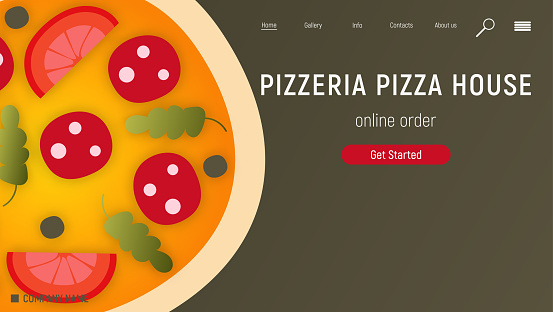 Home Gallery Info Contacts About us
PIZZERIA PIZZA HOUSE
online order
Get Started
COMPANY NAME